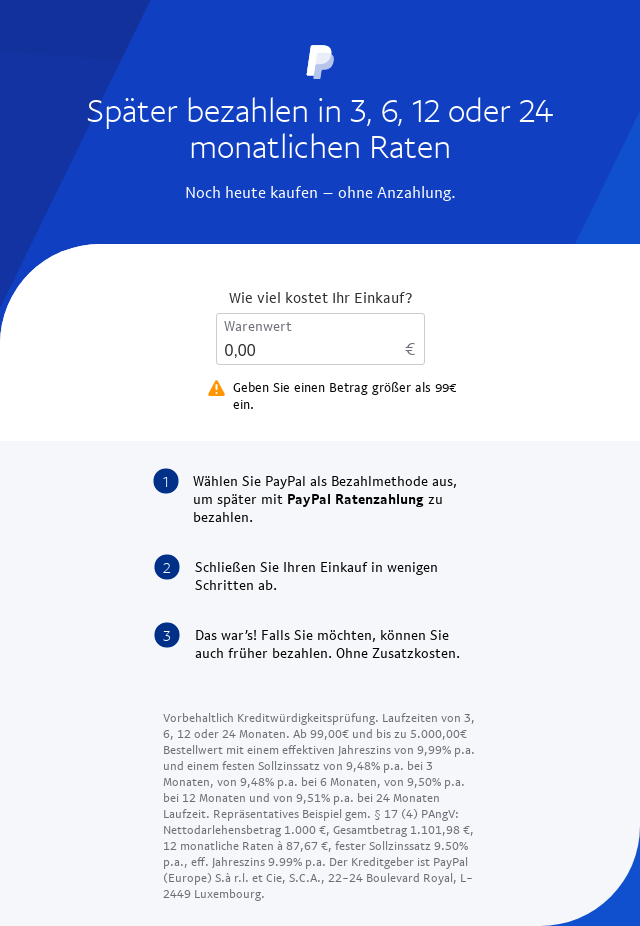 Später bezahlen in 3, 6, 12 oder 24
monatlichen Raten
Noch heute kaufen – ohne Anzahlung.
Wie viel kostet Ihr Einkauf?
Warenwert
0,00 €
Geben Sie einen Betrag größer als 99€
ein.
1 Wählen Sie PayPal als Bezahlmethode aus,
um später mit PayPal Ratenzahlung zu
bezahlen.
2 Schließen Sie Ihren Einkauf in wenigen
Schritten ab.
3 Das war's! Falls Sie möchten, können Sie
auch früher bezahlen. Ohne Zusatzkosten.
Vorbehaltlich Kreditwürdigkeitsprüfung. Laufzeiten von 3,
6, 12 oder 24 Monaten. Ab 99,00€ und bis zu 5.000,00€
Bestellwert mit einem effektiven Jahreszins von 9,99% p.a.
und einem festen Sollzinssatz von 9,48% p.a. bei 3
Monaten, von 9,48% p.a. bei 6 Monaten, von 9,50% p.a.
bei 12 Monaten und von 9,51% p.a. bei 24 Monaten
Laufzeit. Repräsentatives Beispiel gem. § 17 (4) PAngV:
Nettodarlehensbetrag 1.000 €, Gesamtbetrag 1.101,98 €,
12 monatliche Raten à 87,67 €, fester Sollzinssatz 9.50%
p.a., eff. Jahreszins 9.99% p.a. Der Kreditgeber ist PayPal
(Europe) S.à r.l. et Cie, S.C.A., 22-24 Boulevard Royal, L-
2449 Luxembourg.